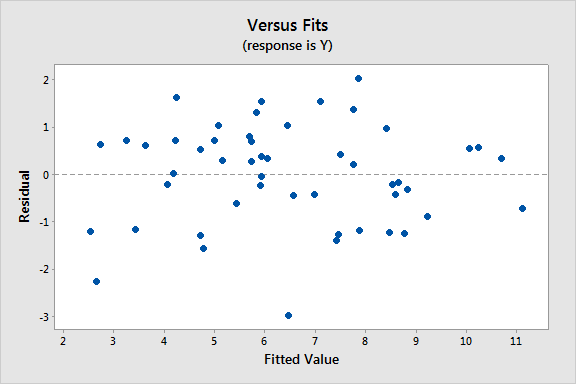 Versus Fits
(response is Y)
2
1
0
-1
-2
-3
Residual
2 3 4 5 6 7 8 9 10 11
Fitted Value